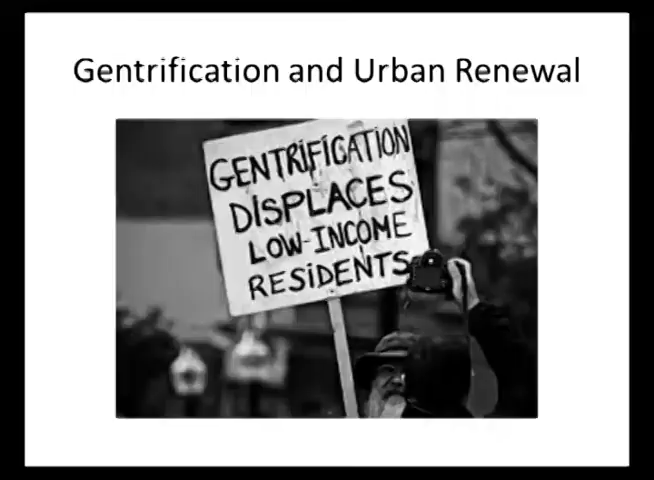 Gentrification and Urban Renewal
GENTRIFICATION
DISPLACES
LOW-INCOME
RESIDENTS